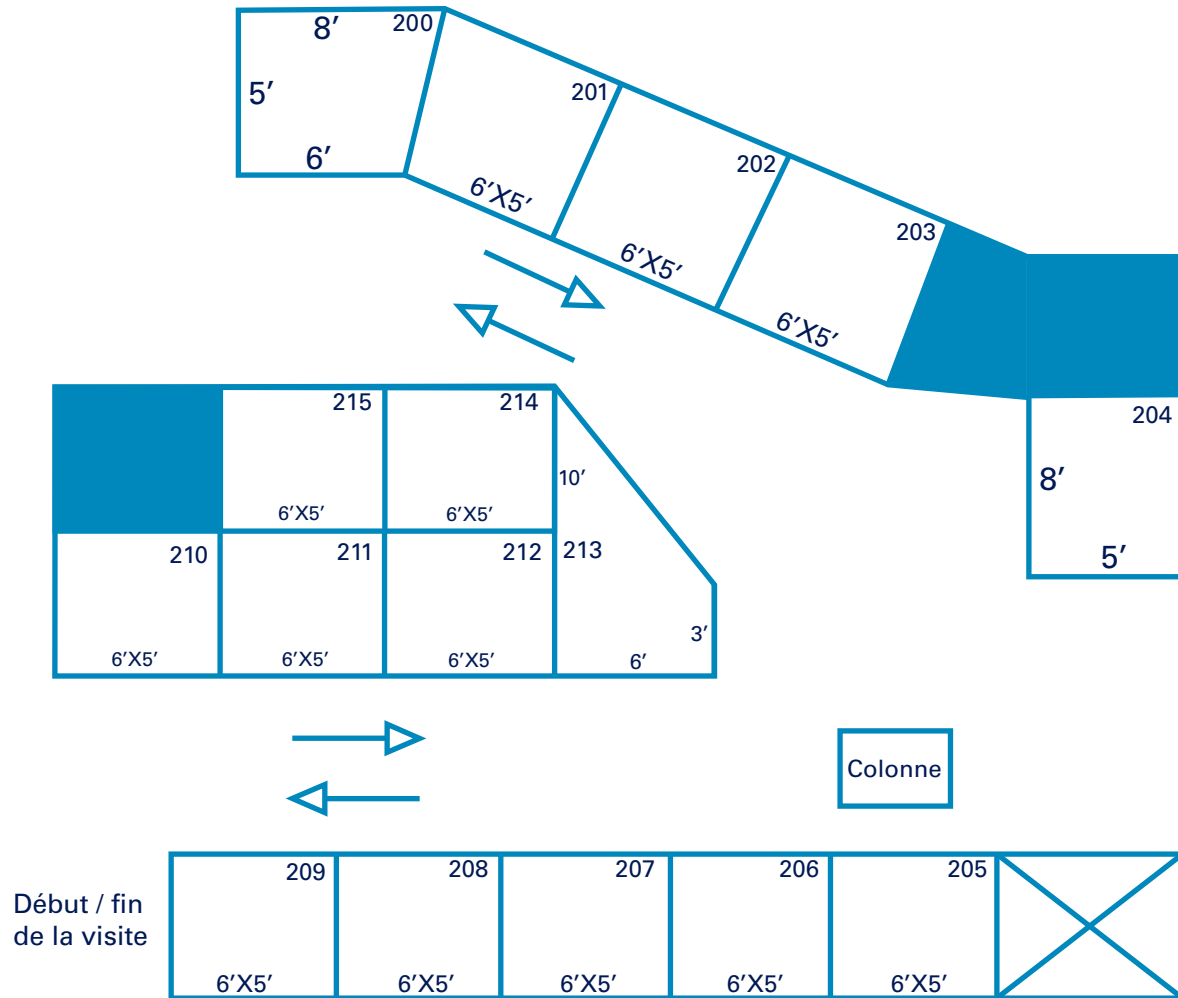 8’
200
5’
6’
201
6’X5’
202
6’X5’
203
6’X5’
204
8’
5’
215
6’X5’
214
6’X5’
10’
210
6’X5’
211
6’X5’
212
6’X5’
213
3’
6’
Colonne
Début / fin
de la visite
209
6’X5’
208
6’X5’
207
6’X5’
206
6’X5’
205
6’X5’